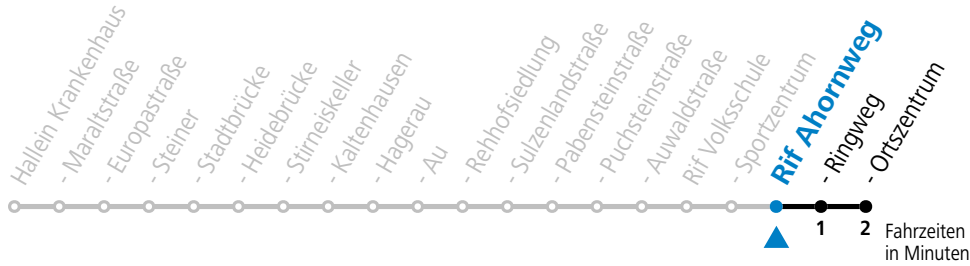 Hallein Krankenhaus
- Maraltstraße
- Europastraße
- Steiner
- Stadtbrücke
- Heidebrücke
- Stirneiskeller
- Kaltenhausen
- Haggerau
- Au
- Rehhofsiedlung
- Sulzenlandstraße
- Pabensteinstraße
- Puchsteinstraße
- Auwaldstraße
Rif Volksschule
- Sportzentrum
Rif Ahornweg
- Ringweg
- Ortszentrum
1 2 Fahrzeiten
in Minuten